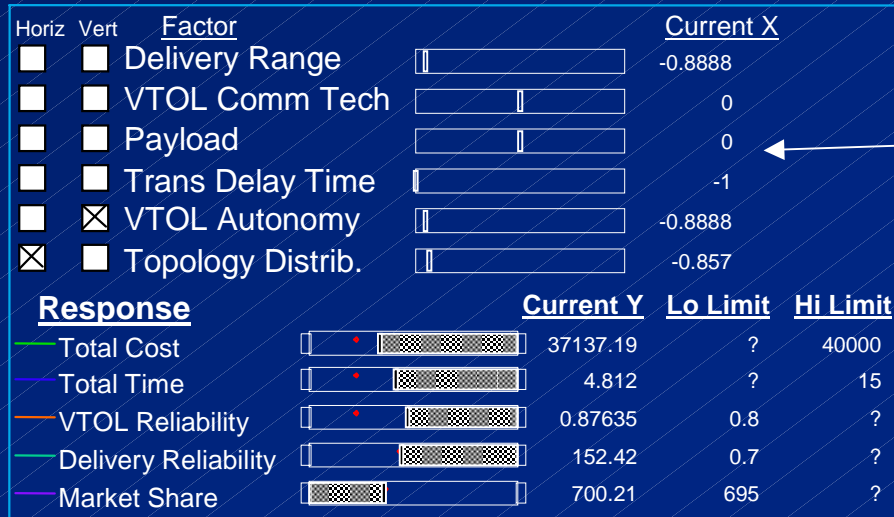 Horiz Vert Factor Current X
Delivery Range -0.8888
VTOL Comm Tech 0
Payload 0
Trans Delay Time -1
VTOL Autonomy -0.8888
Topology Distrib. -0.857
Response Current Y Lo Limit Hi Limit
Total Cost 37137.19 ? 40000
Total Time 4.812 ? 15
VTOL Reliability 0.87635 0.8 ?
Delivery Reliability 152.42 0.7 ?
Market Share 700.21 695 ?